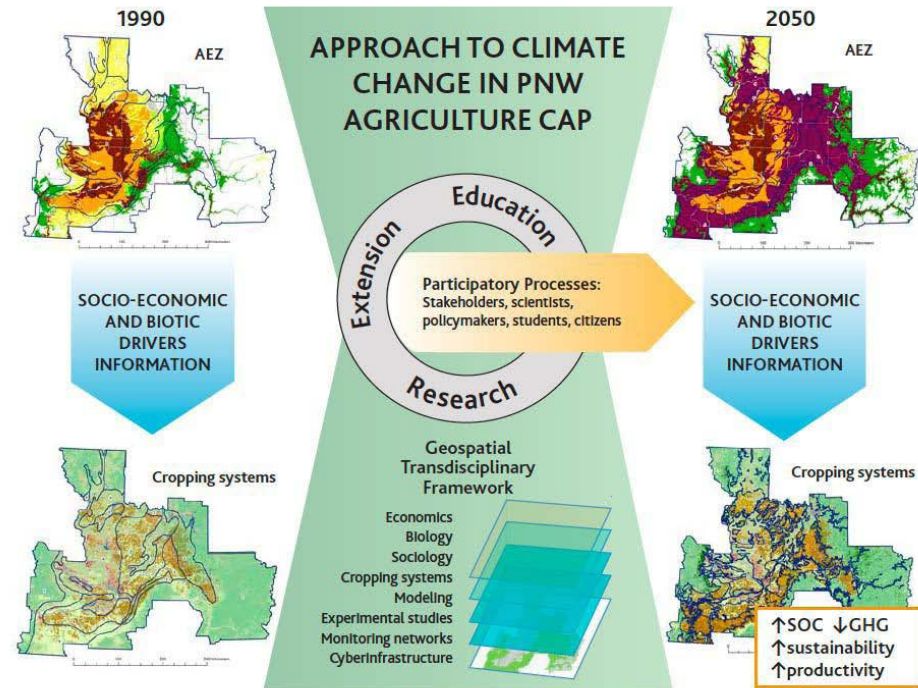 1990
AEZ
SOCIO-ECONOMIC
AND BIOTIC
DRIVERS
INFORMATION
Cropping systems
APPROACH TO CLIMATE
CHANGE IN PNW
AGRICULTURE CAP
Education
Extension
Research
Participatory Processes:
Stakeholders, scientists,
policymakers, students, citizens
Geospatial
Transdisciplinary
Framework
Economics
Biology
Sociology
Cropping systems
Modeling
Experimental studies
Monitoring networks
Cyberinfrastructure
2050
AEZ
SOCIO-ECONOMIC
AND BIOTIC
DRIVERS
INFORMATION
Cropping systems
↑SOC ↓GHG
↑sustainability
↑productivity